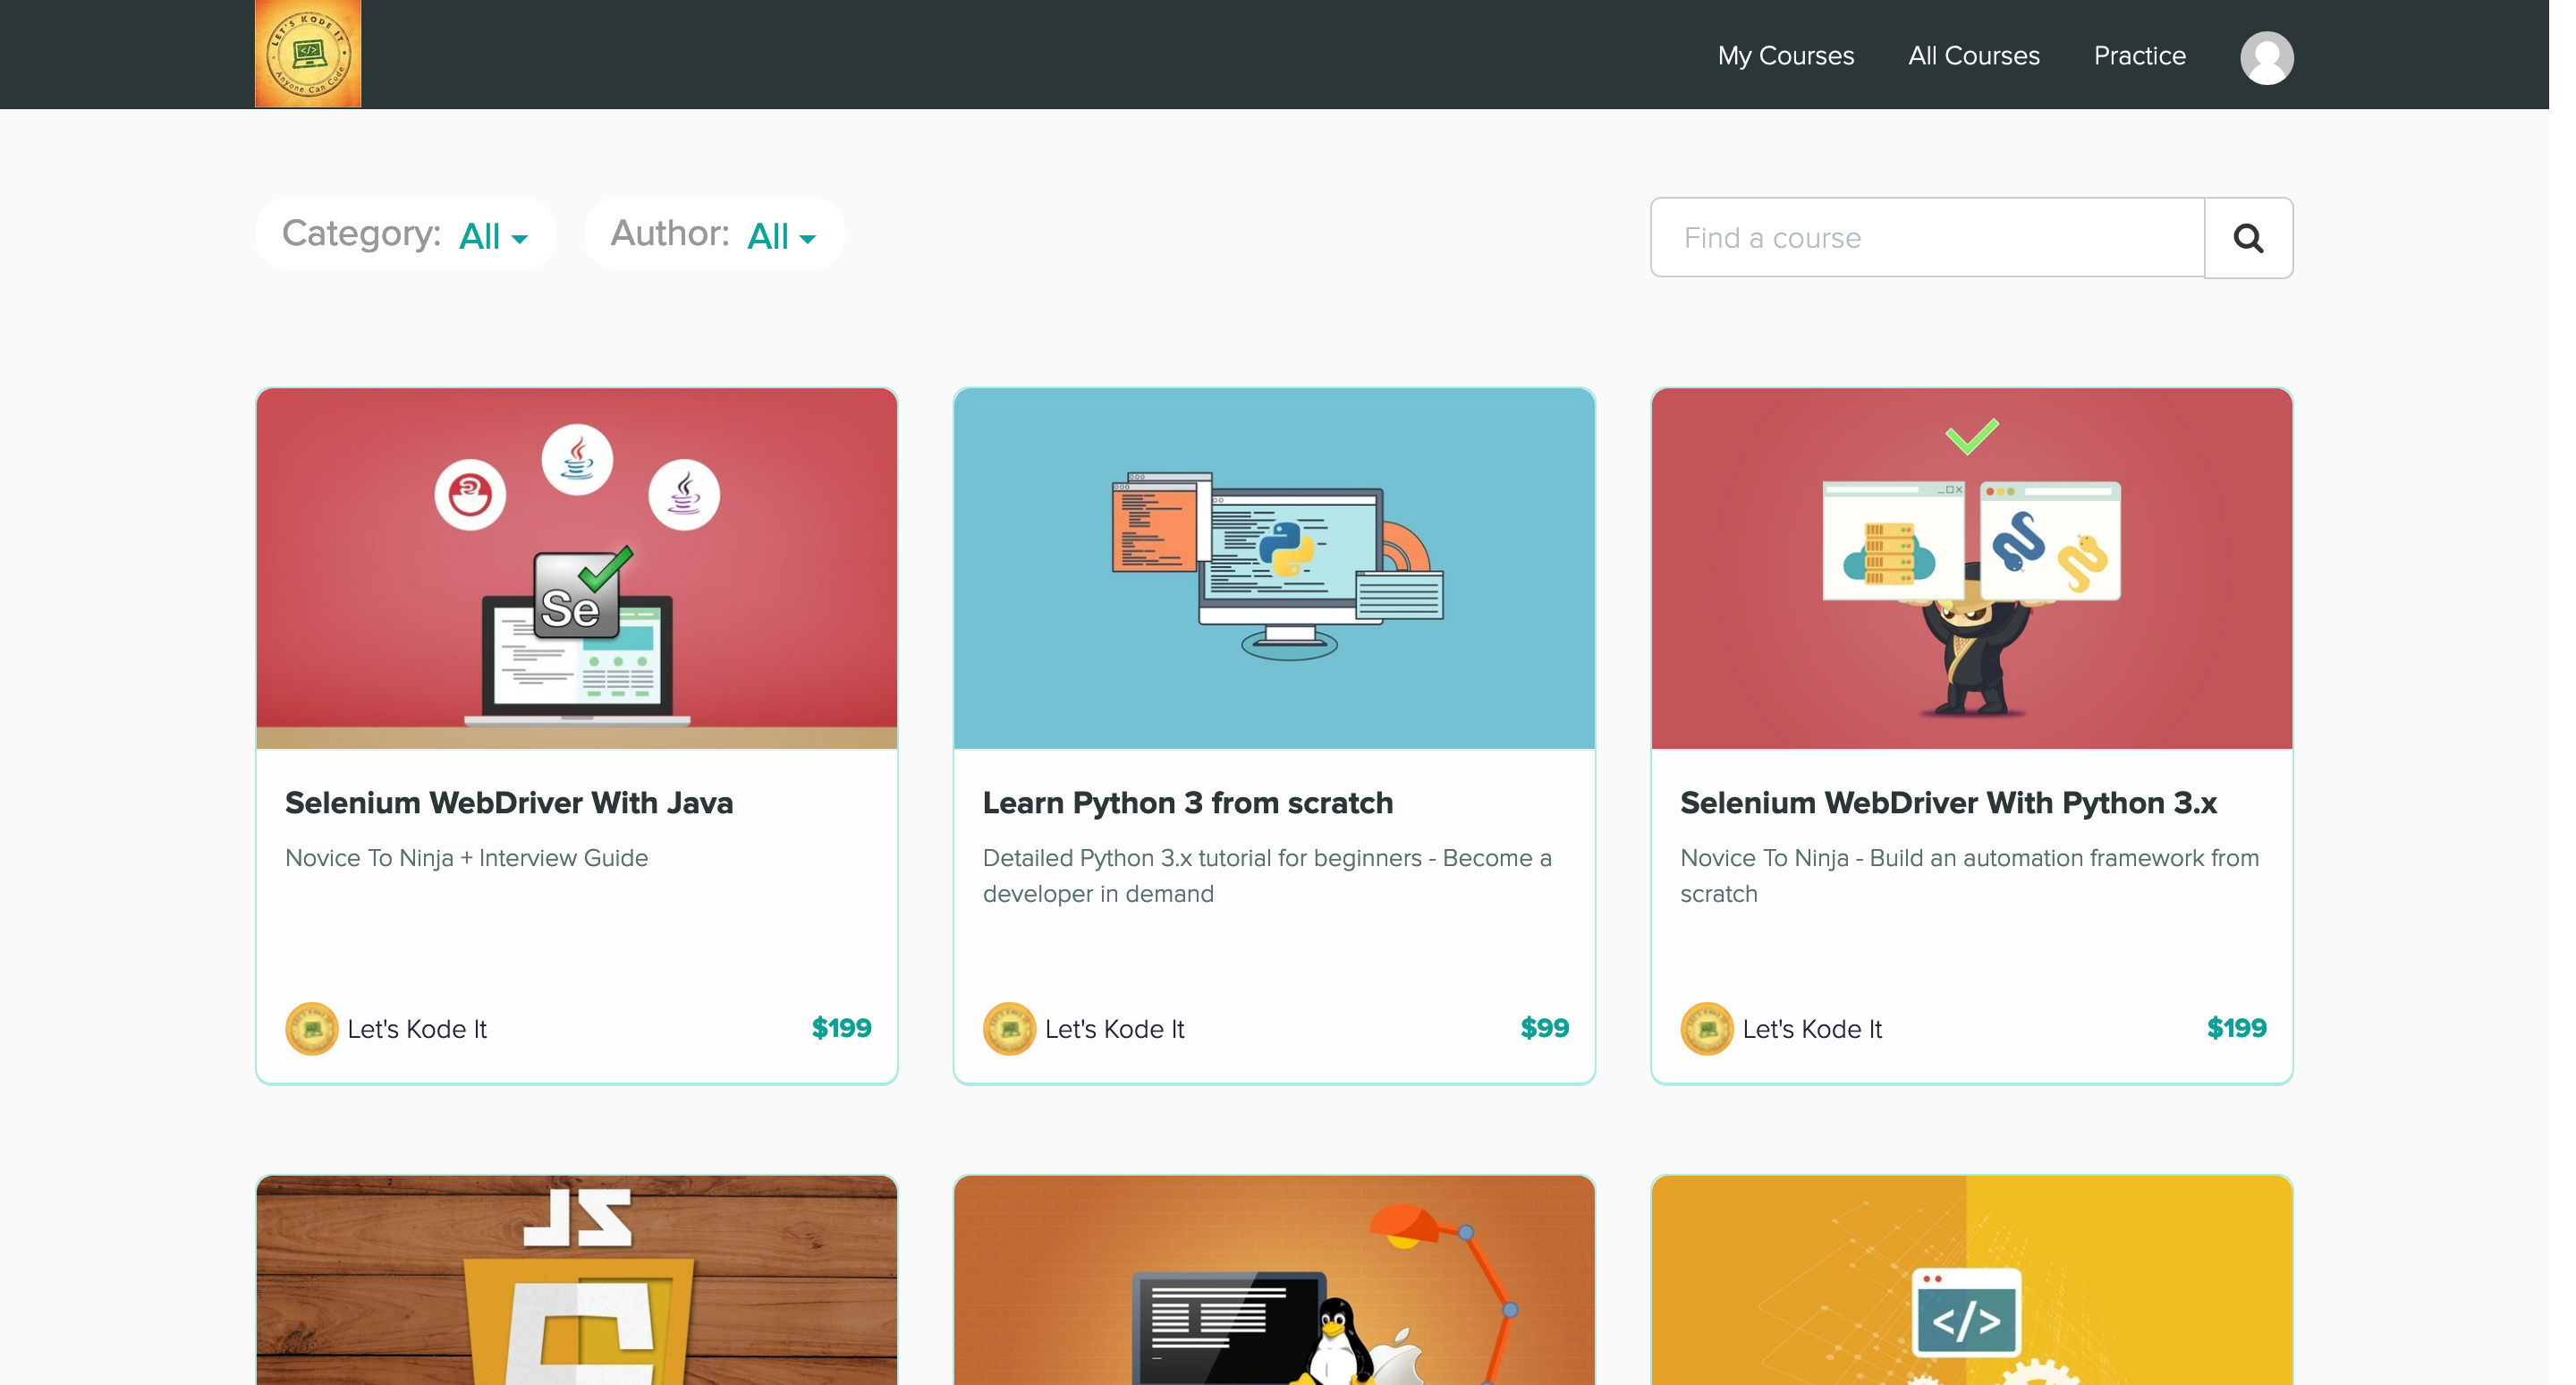 LET'S KODE IT
</>
Anyone Can Code
My Courses
All Courses
Practice
Category: All
Author: All
Find a course
Se
Selenium WebDriver With Java
Novice To Ninja + Interview Guide
Let's Kode It
$199
Learn Python 3 from scratch
Detailed Python 3.x tutorial for beginners - Become a
developer in demand
Let's Kode It
$99
Selenium WebDriver With Python 3.x
Novice To Ninja - Build an automation framework from
scratch
Let's Kode It
$199
JS
</>